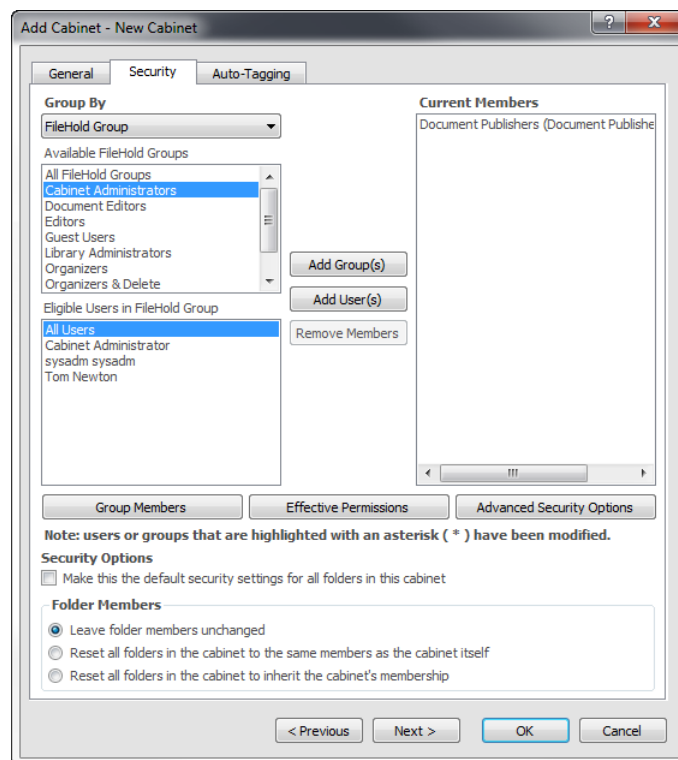 Add Cabinet - New Cabinet
General Security Auto-Tagging
Group By
FileHold Group
Available FileHold Groups
All FileHold Groups
Cabinet Administrators
Document Editors
Editors
Guest Users
Library Administrators
Organizers
Organizers & Delete
Eligible Users in FileHold Group
All Users
Cabinet Administrator
sysadm sysadm
Tom Newton
Add Group(s)
Add User(s)
Remove Members
Current Members
Document Publishers (Document Publishe
Group Members Effective Permissions Advanced Security Options
Note: users or groups that are highlighted with an asterisk ( * ) have been modified.
Security Options
Make this the default security settings for all folders in this cabinet
Folder Members
Leave folder members unchanged
Reset all folders in the cabinet to the same members as the cabinet itself
Reset all folders in the cabinet to inherit the cabinet's membership
< Previous Next > OK Cancel